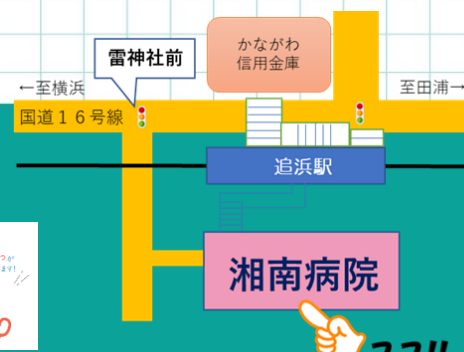 かながわ
信用金庫
雷神社前
←至横浜
至田浦→
国道１６号線
追浜駅
湘南病院